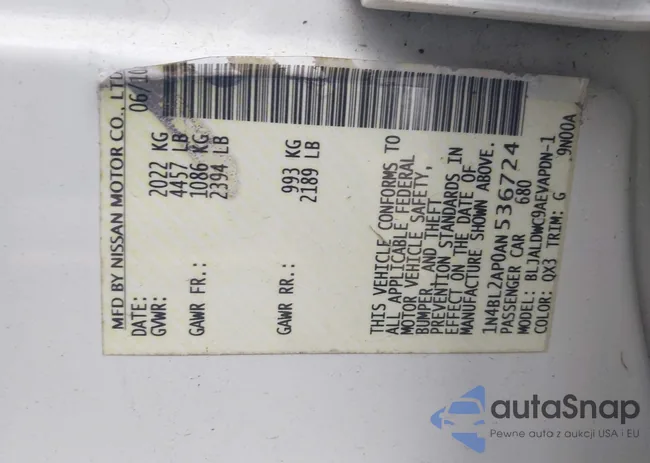 MFD BY NISSAN MOTOR CO., LTD
DATE: 06/10
GVWR: 2022 KG
4457 LB
GAWR FR.: 1086 KG
2394 LB
GAWR RR.: 993 KG
2189 LB
THIS VEHICLE CONFORMS TO
ALL APPLICABLE FEDERAL
MOTOR VEHICLE SAFETY,
BUMPER, AND THEFT
PREVENTION STANDARDS IN
EFFECT ON THE DATE OF
MANUFACTURE SHOWN ABOVE.
1N4BL2AP0AN536724
PASSENGER CAR 680
MODEL: BLJALDWC9AEVAPDN-1
COLOR: QX3 TRIM: G 9N00A
autaSnap
Pewne auta z aukcji USA i EU